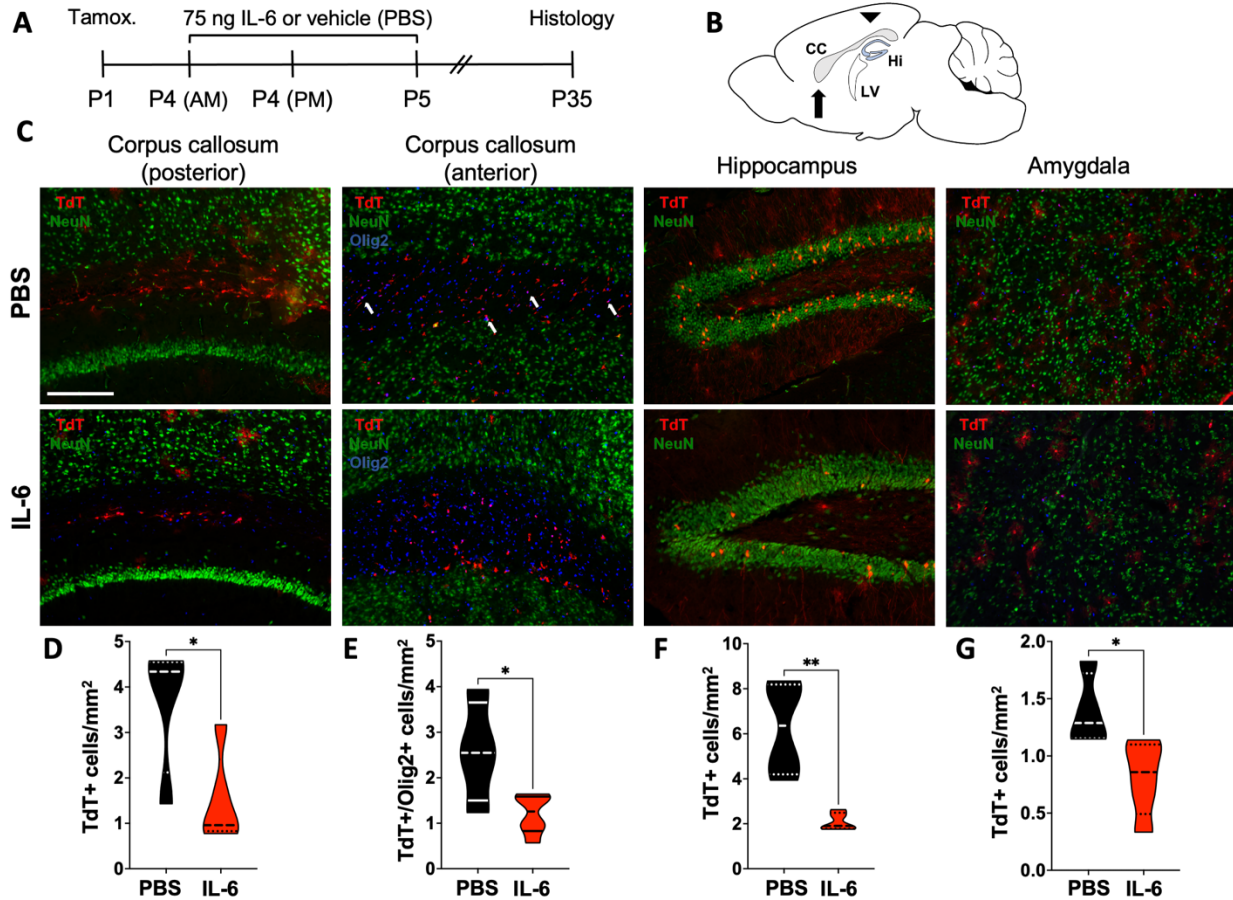 A
Tamox.
75 ng IL-6 or vehicle (PBS)
Histology
P1
P4 (AM)
P4 (PM)
P5
P35
B
CC
Hi
LV
C
Corpus callosum
(posterior)
Corpus callosum
(anterior)
Hippocampus
Amygdala
PBS
TdT
NeuN
TdT
NeuN
Olig2
TdT
NeuN
TdT
NeuN
IL-6
TdT
NeuN
TdT
NeuN
Olig2
TdT
NeuN
TdT
NeuN
D
TdT+ cells/mm²
5
4
3
2
1
0
*
PBS IL-6
E
TdT+/Olig2+ cells/mm²
5
4
3
2
1
0
*
PBS IL-6
F
TdT+ cells/mm²
10
8
6
4
2
0
**
PBS IL-6
G
TdT+ cells/mm²
2.0
1.5
1.0
0.5
0.0
*
PBS IL-6